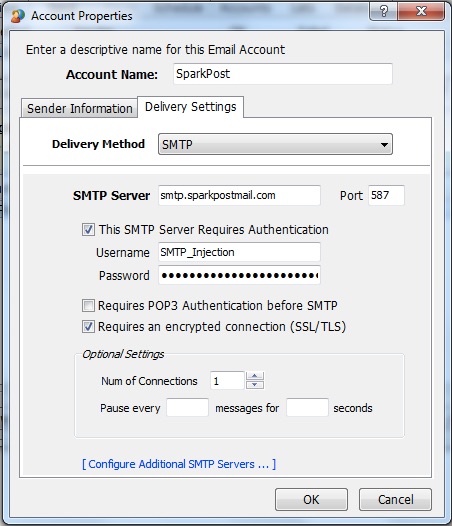 Account Properties
Enter a descriptive name for this Email Account
Account Name: SparkPost
Sender Information Delivery Settings
Delivery Method SMTP
SMTP Server smtp.sparkpostmail.com Port 587
This SMTP Server Requires Authentication
Username SMTP_Injection
Password ●●●●●●●●●●●●●●●●●●●●●
Requires POP3 Authentication before SMTP
Requires an encrypted connection (SSL/TLS)
Optional Settings
Num of Connections 1
Pause every messages for seconds
[ Configure Additional SMTP Servers ... ]
OK Cancel